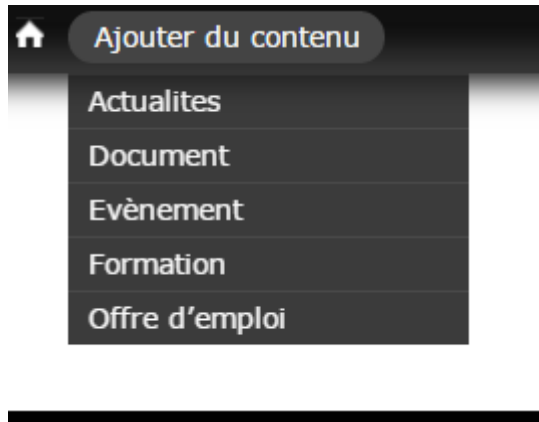 Ajouter du contenu
Actualites
Document
Evènement
Formation
Offre d’emploi